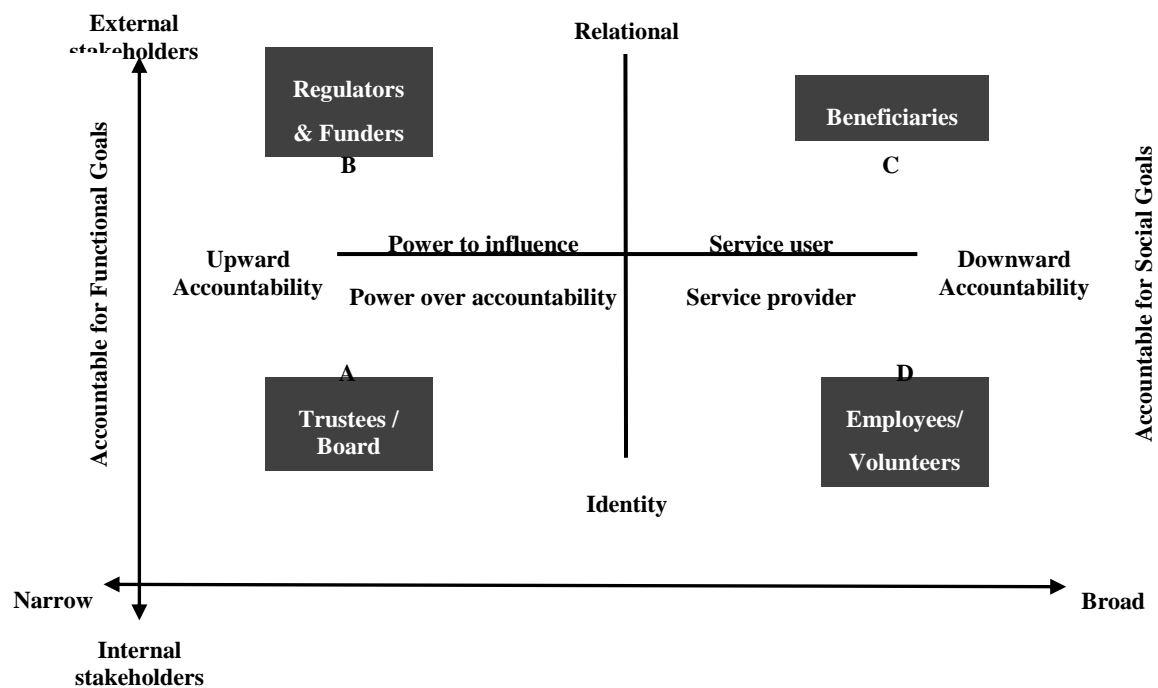 External
stakeholders
Relational
Regulators
& Funders
B
Beneficiaries
C
Accountable for Functional Goals
Accountable for Social Goals
Power to influence
Service user
Upward
Accountability
Downward
Accountability
Power over accountability
Service provider
A
Trustees /
Board
D
Employees/
Volunteers
Identity
Narrow
Broad
Internal
stakeholders